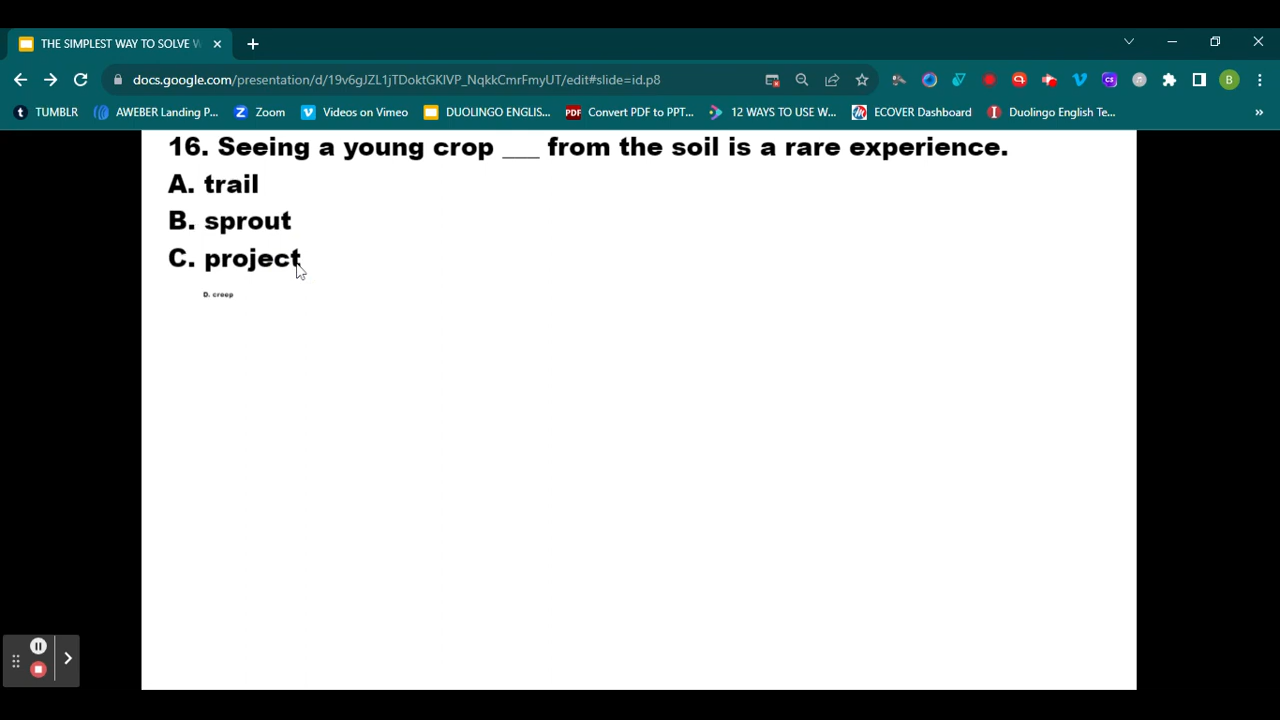 THE SIMPLEST WAY TO SOLVE W
docs.google.com/presentation/d/19v6gJZL1jTDoktGKlVP_NqkkCmrFmyUT/edit#slide=id.p8
B
TUMBLR AWEBER Landing P... Zoom Videos on Vimeo DUOLINGO ENGLIS... PDF Convert PDF to PPT... 12 WAYS TO USE W... ECOVER Dashboard Duolingo English Te... »
16. Seeing a young crop ___ from the soil is a rare experience.
A. trail
B. sprout
C. project
D. creep